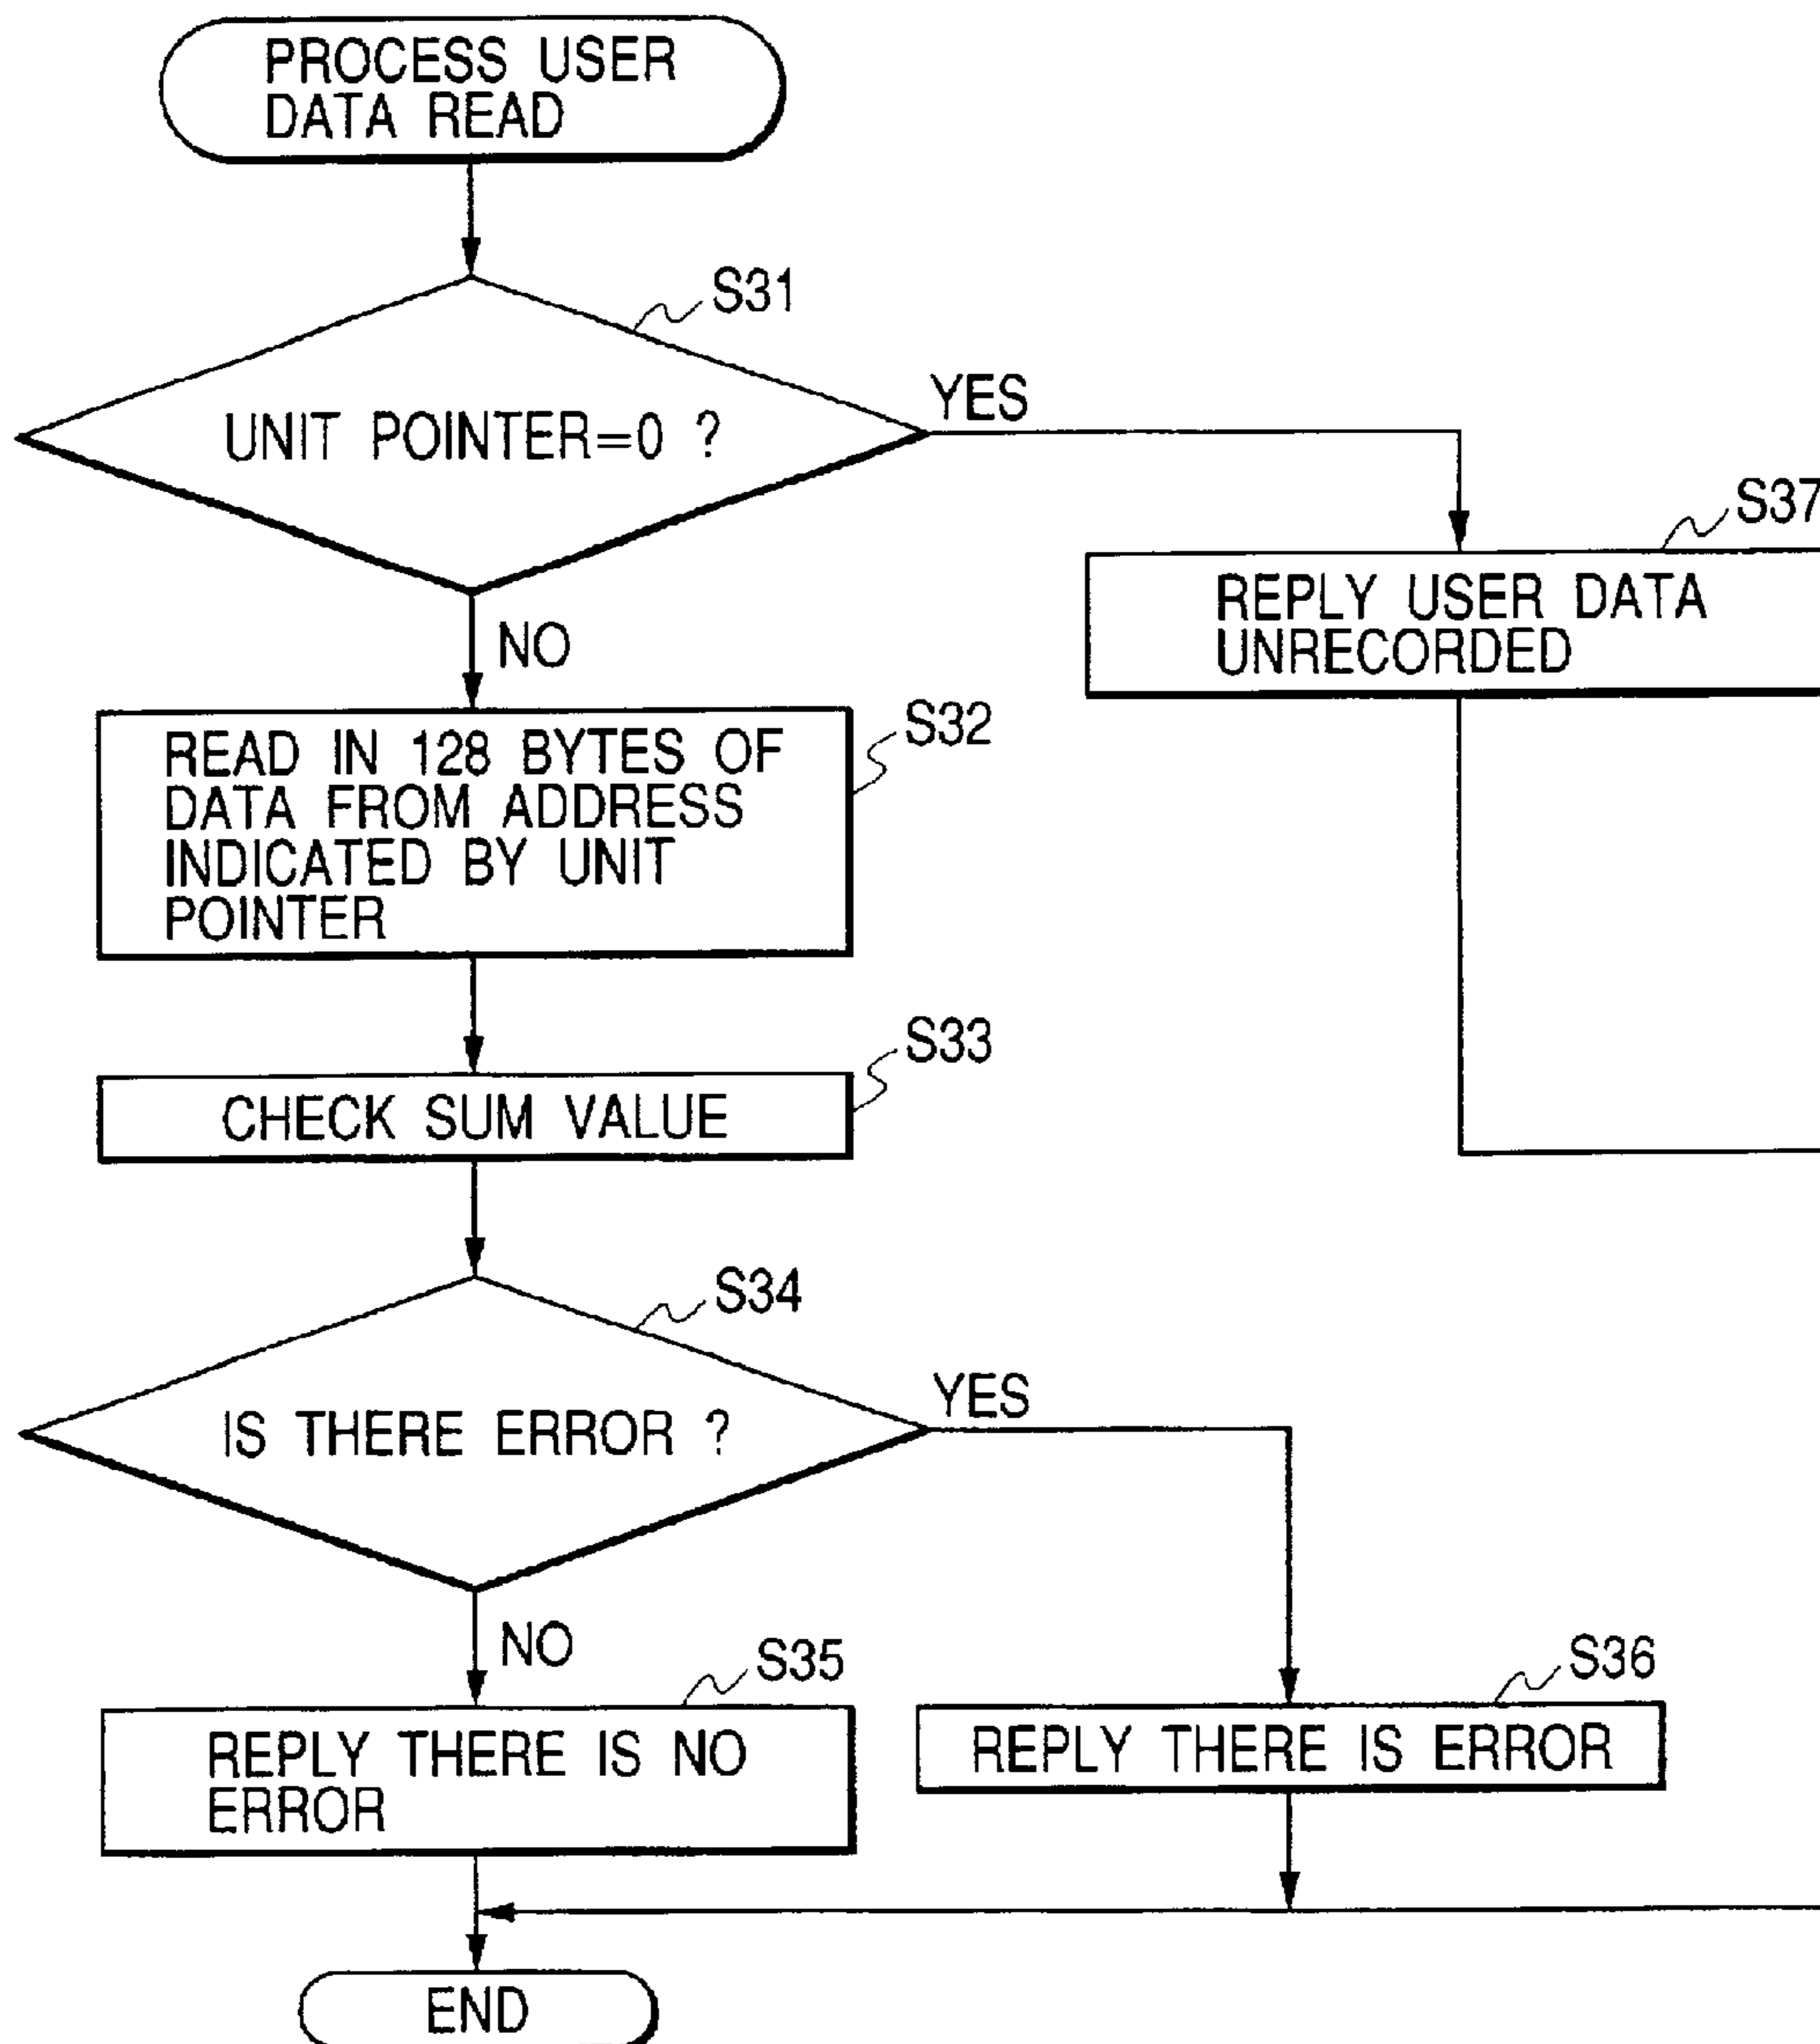 PROCESS USER
DATA READ
S31
UNIT POINTER=0 ?
YES
S37
REPLY USER DATA
UNRECORDED
NO
S32
READ IN 128 BYTES OF
DATA FROM ADDRESS
INDICATED BY UNIT
POINTER
S33
CHECK SUM VALUE
S34
IS THERE ERROR ?
YES
NO
S35
REPLY THERE IS NO
ERROR
S36
REPLY THERE IS ERROR
END